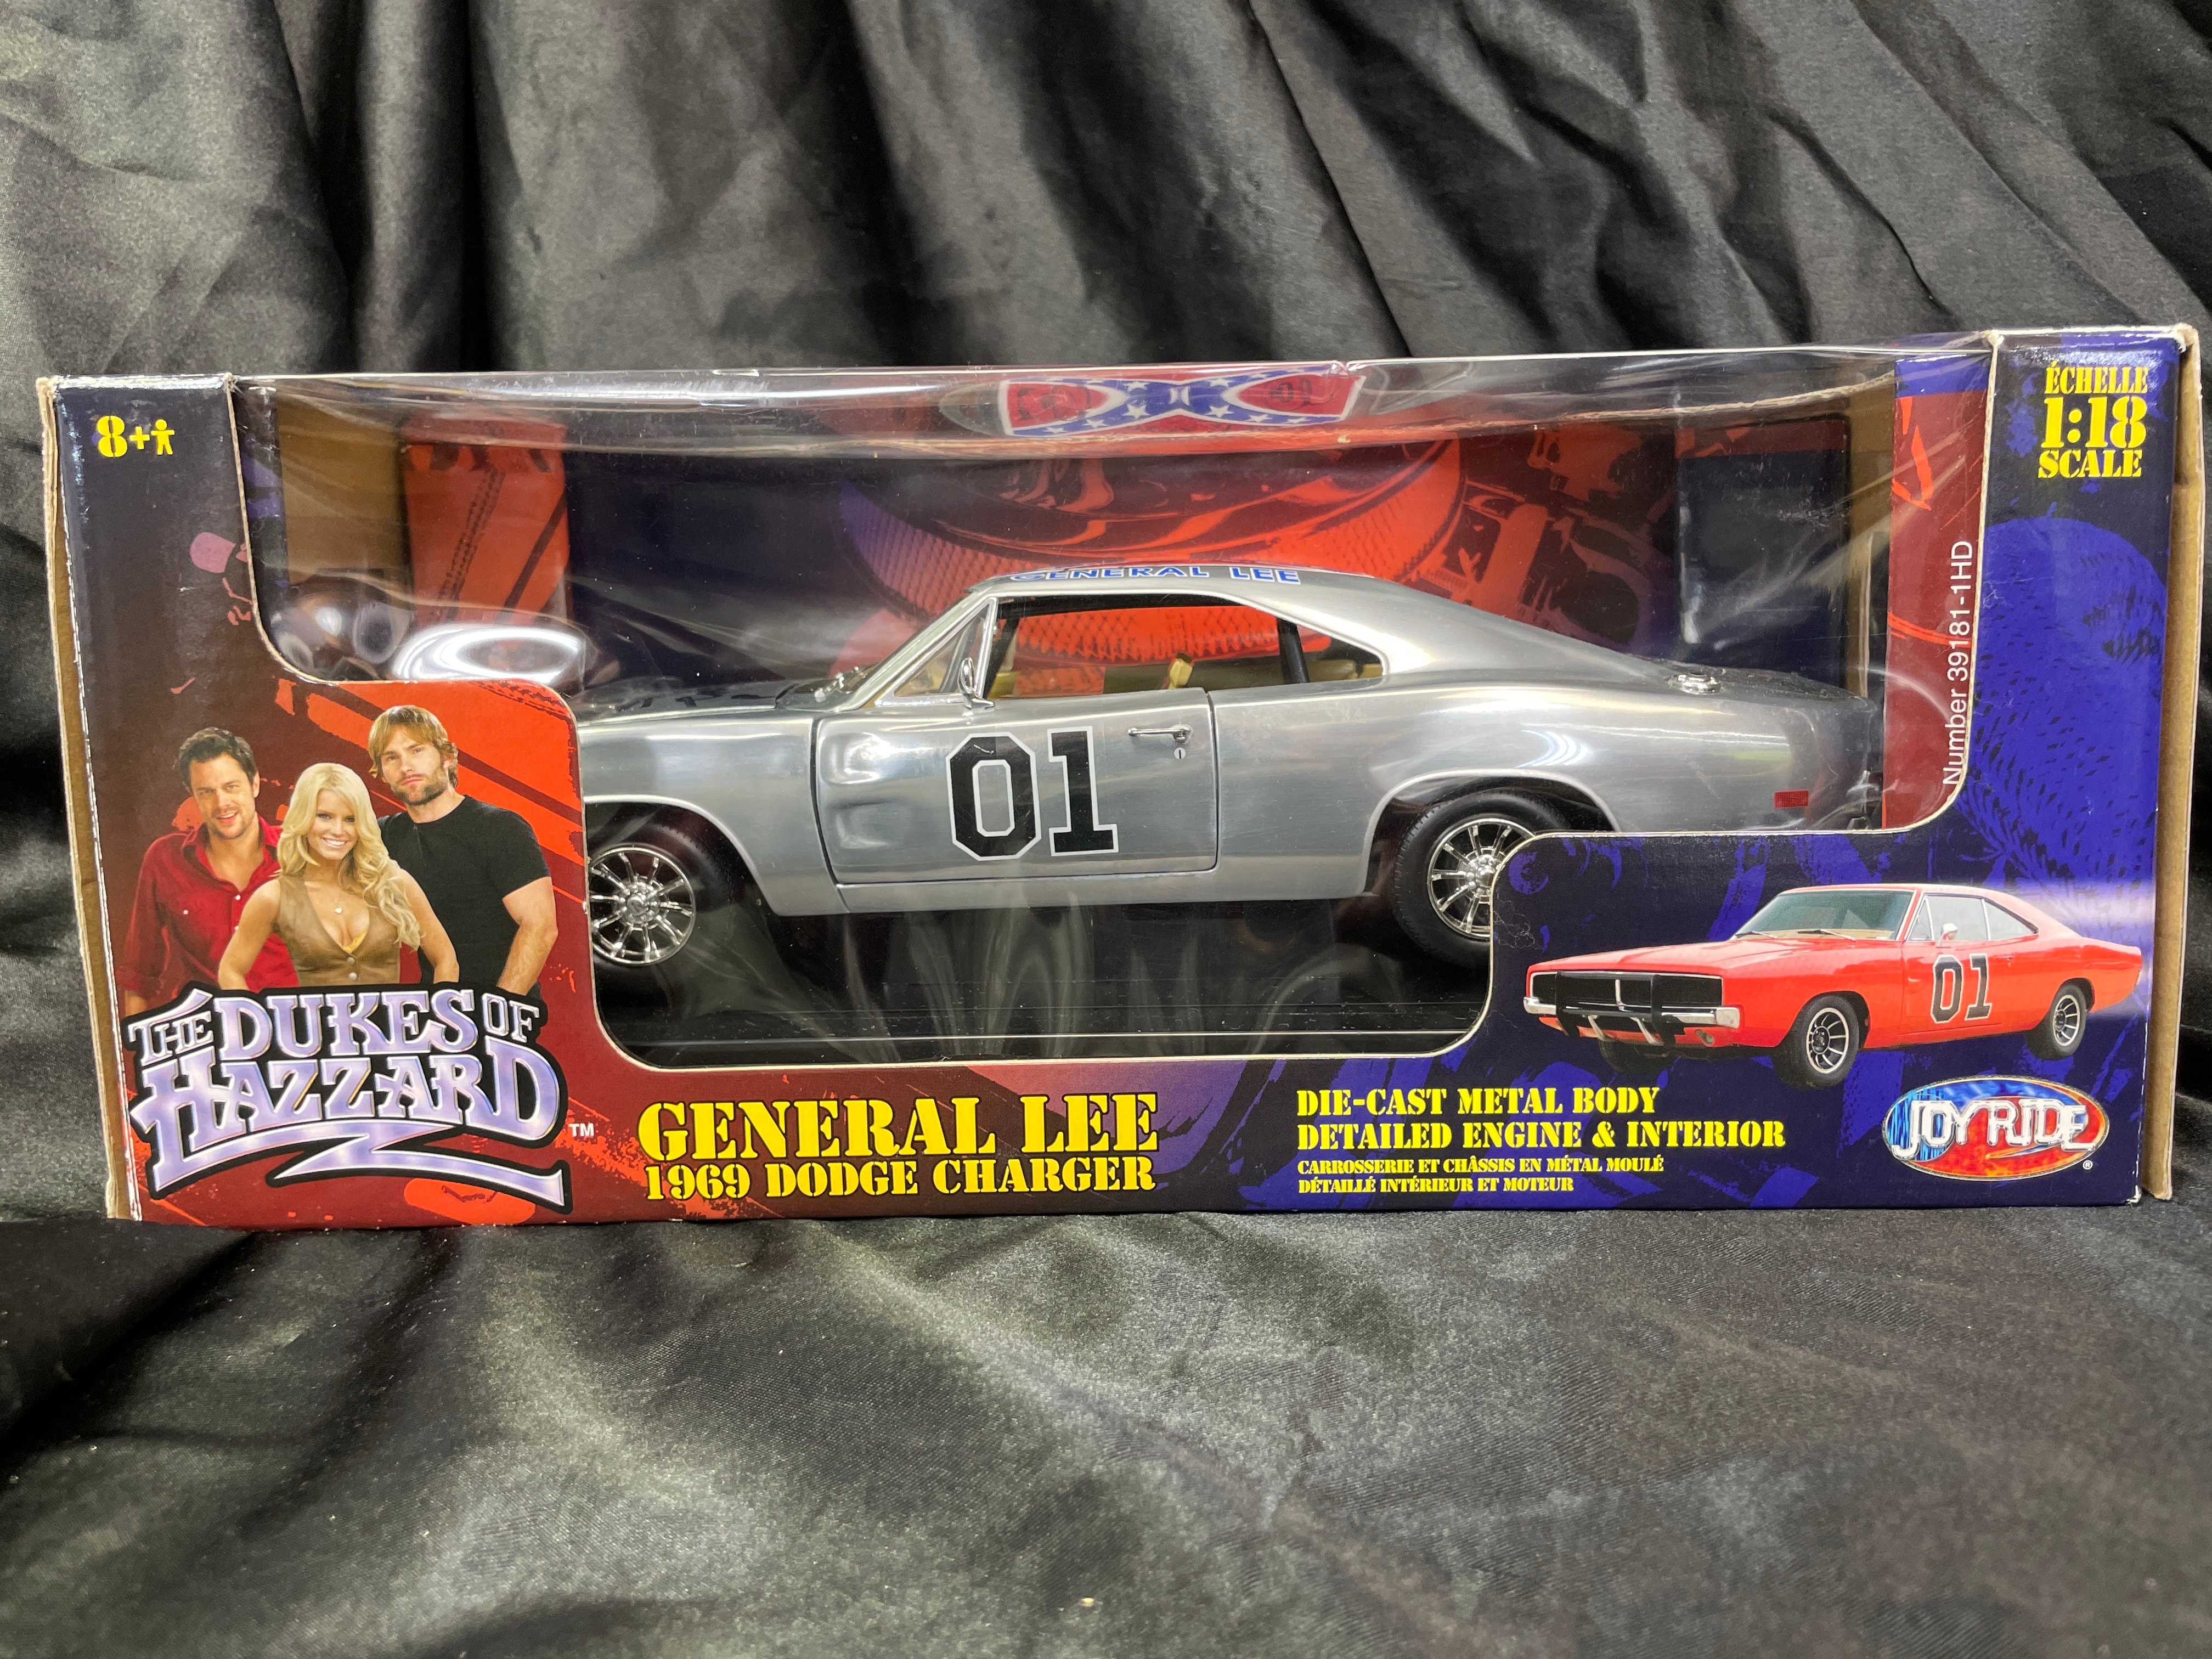 8+
ÉCHELLE
1:18
SCALE
GENERAL LEE
Number 39181-1HD
01
01
THE DUKES OF
HAZZARD
TM
GENERAL LEE
1969 DODGE CHARGER
DIE-CAST METAL BODY
DETAILED ENGINE & INTERIOR
CARROSSERIE ET CHÂSSIS EN MÉTAL MOULÉ
DÉTAILLÉ INTÉRIEUR ET MOTEUR
JOY RIDE
®